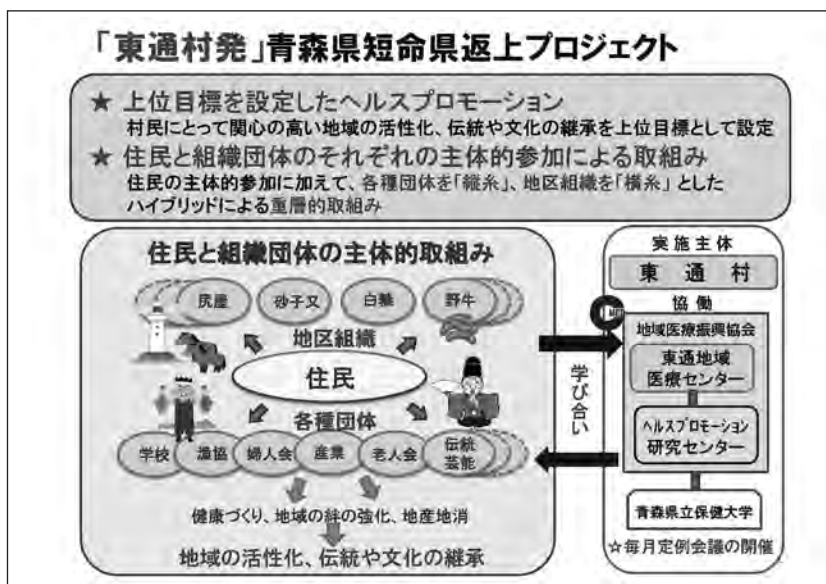 「東通村発」青森県短命県返上プロジェクト
★ 上位目標を設定したヘルスプロモーション
村民にとって関心の高い地域の活性化、伝統や文化の継承を上位目標として設定
★ 住民と組織団体のそれぞれの主体的参加による取組み
住民の主体的参加に加えて、各種団体を「縦糸」、地区組織を「横糸」とした
ハイブリッドによる重層的取組み
住民と組織団体の主体的取組み
尻屋
砂子又
白糠
野牛
地区組織
住民
各種団体
学校
漁協
婦人会
産業
老人会
伝統
芸能
健康づくり、地域の絆の強化、地産地消
地域の活性化、伝統や文化の継承
学び合い
実施主体
東通村
協働
地域医療振興協会
東通地域
医療センター
ヘルスプロモーション
研究センター
青森県立保健大学
☆毎月定例会議の開催